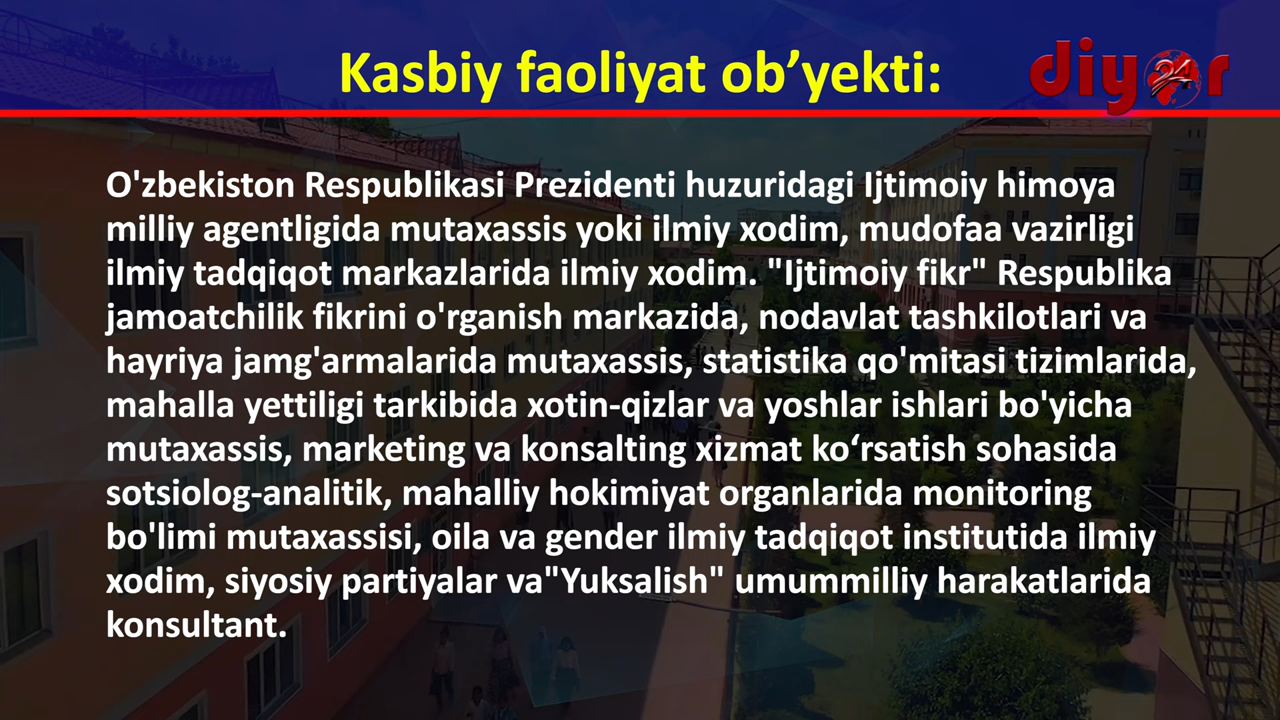 Kasbiy faoliyat ob’yekti:
diyor 24
O'zbekiston Respublikasi Prezidenti huzuridagi Ijtimoiy himoya
milliy agentligida mutaxassis yoki ilmiy xodim, mudofaa vazirligi
ilmiy tadqiqot markazlarida ilmiy xodim. "Ijtimoiy fikr" Respublika
jamoatchilik fikrini o'rganish markazida, nodavlat tashkilotlari va
hayriya jamg'armalarida mutaxassis, statistika qo'mitasi tizimlarida,
mahalla yettiligi tarkibida xotin-qizlar va yoshlar ishlari bo'yicha
mutaxassis, marketing va konsalting xizmat ko‘rsatish sohasida
sotsiolog-analitik, mahalliy hokimiyat organlarida monitoring
bo'limi mutaxassisi, oila va gender ilmiy tadqiqot institutida ilmiy
xodim, siyosiy partiyalar va"Yuksalish" umummilliy harakatlarida
konsultant.